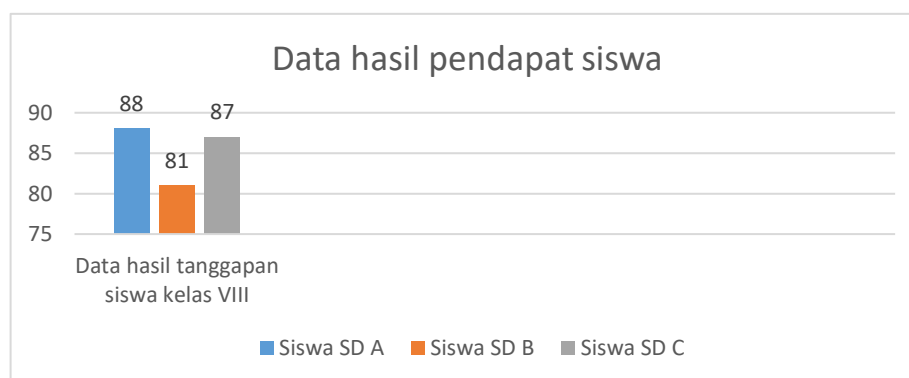 Data hasil pendapat siswa
90
85
80
75
88
81
87
Data hasil tanggapan
siswa kelas VIII
Siswa SD A
Siswa SD B
Siswa SD C